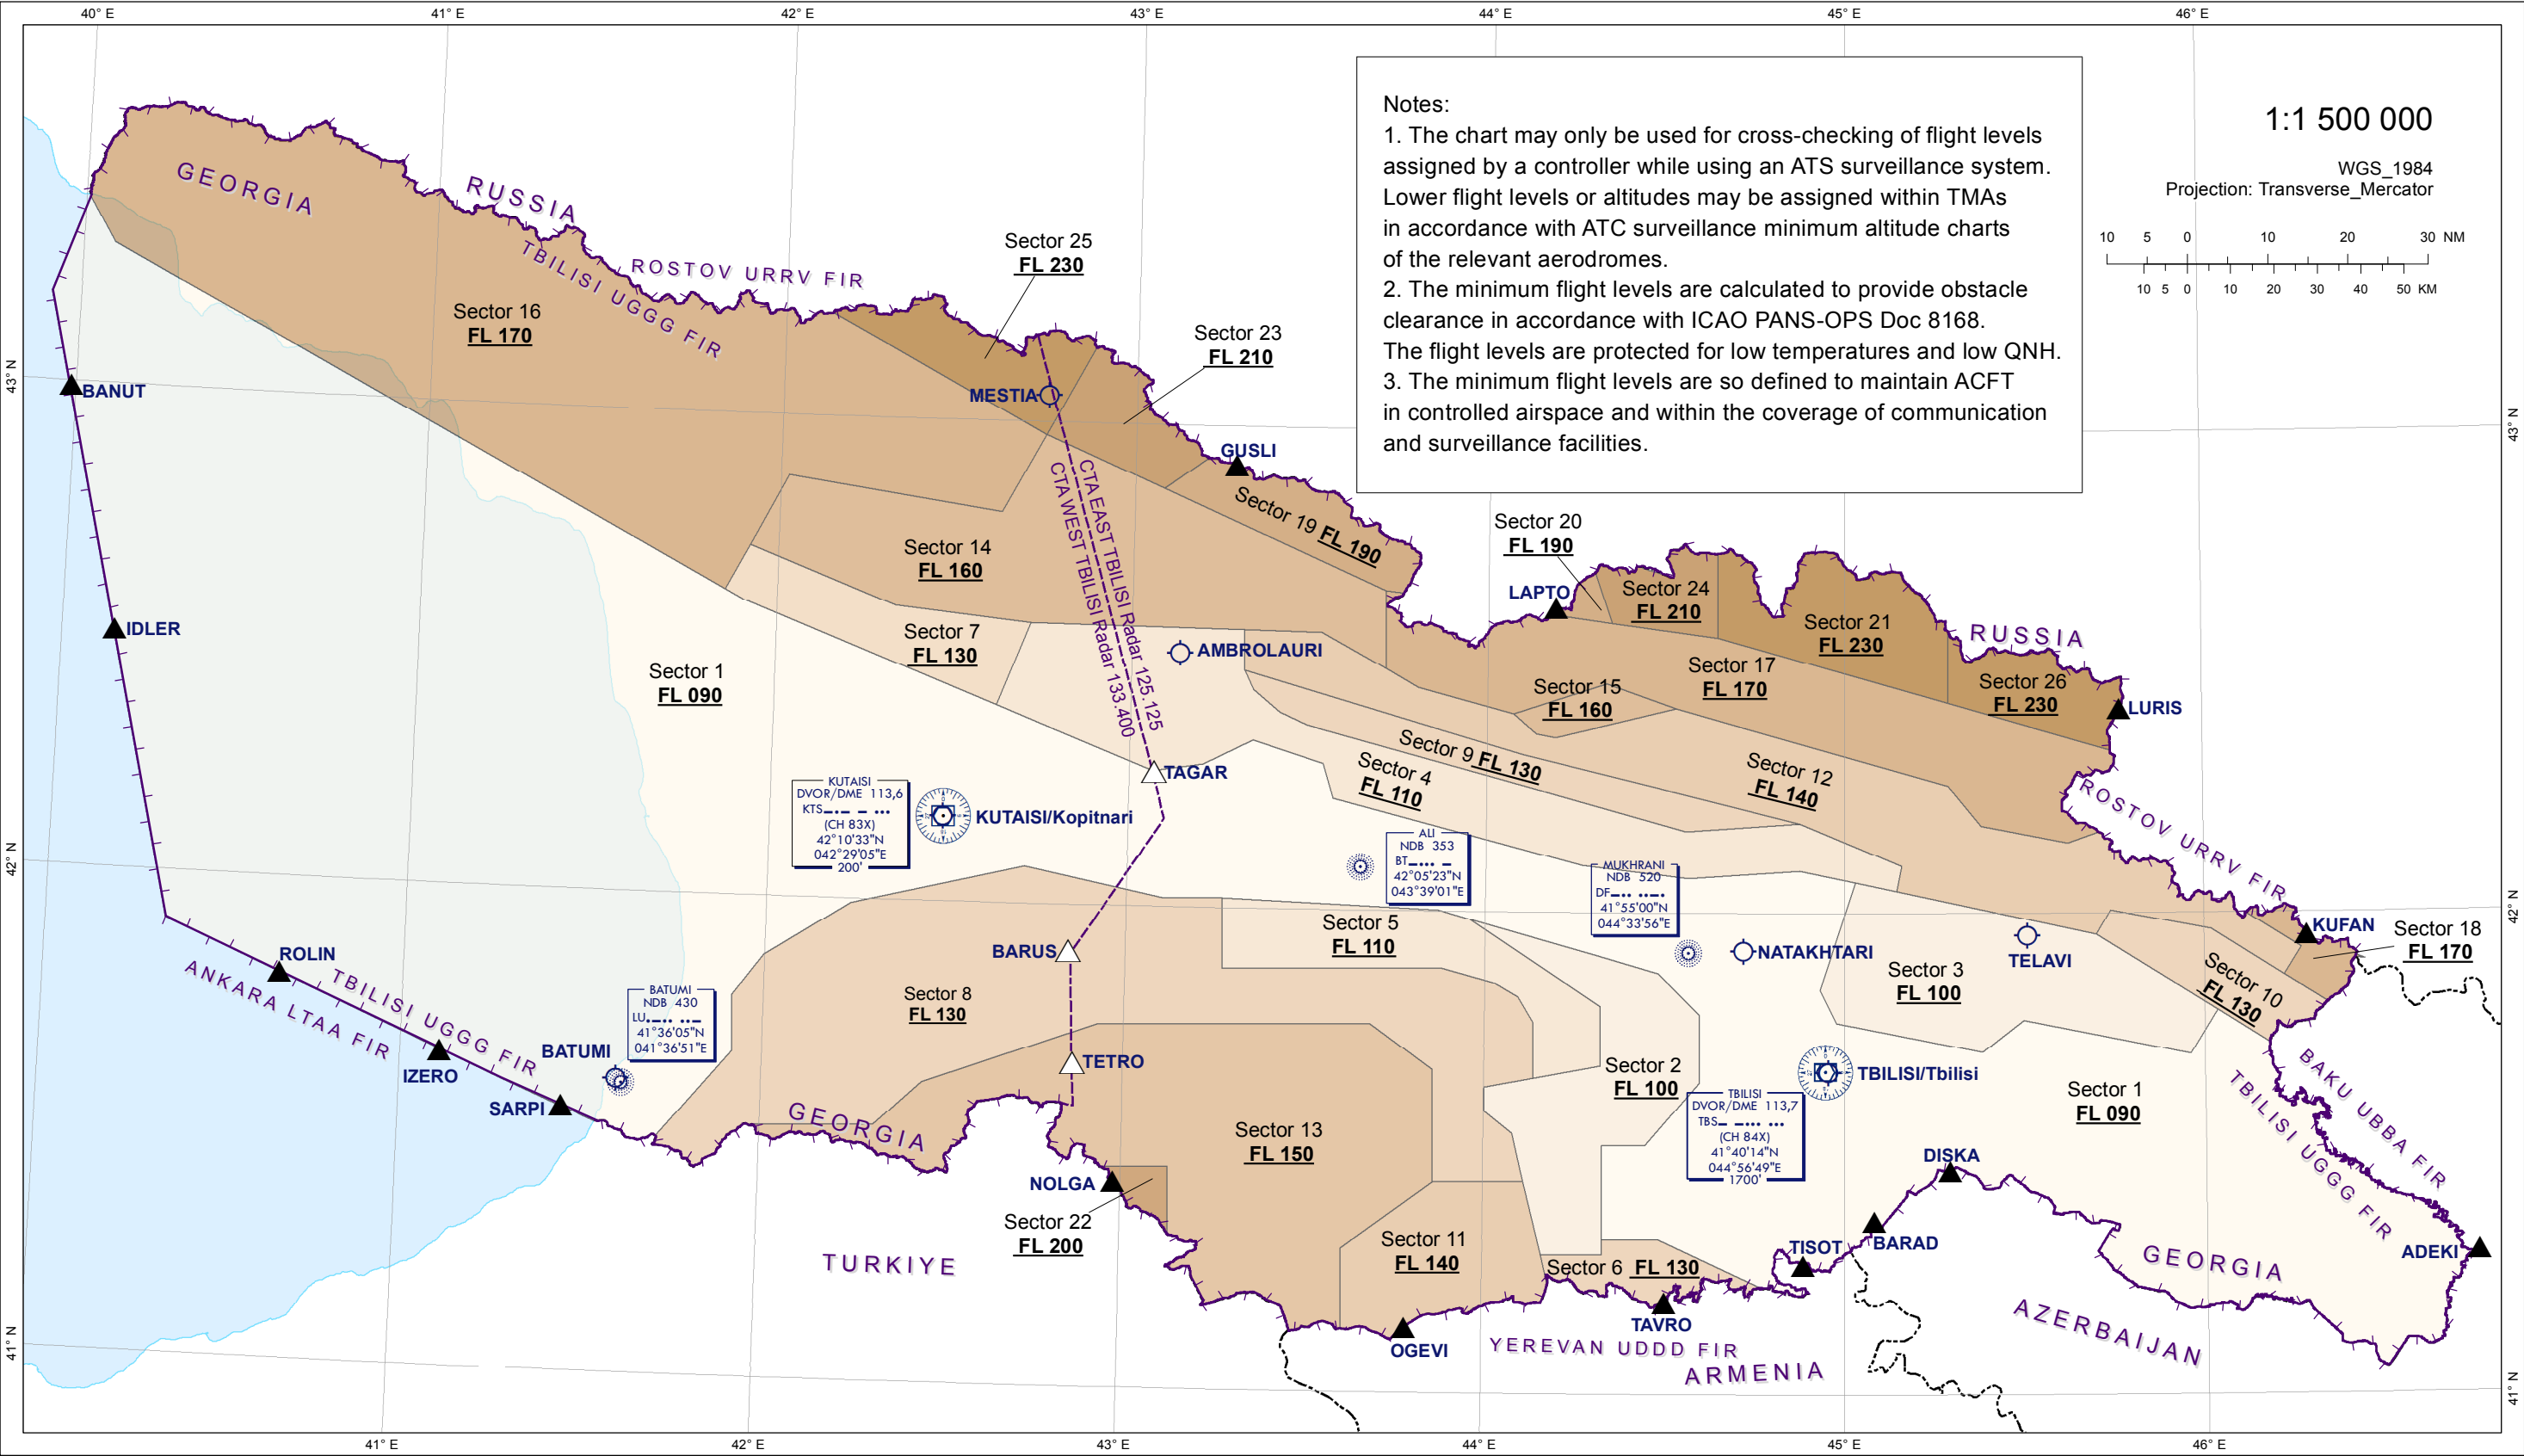 40° E
41° E
42° E
43° E
44° E
45° E
46° E
Notes:
1. The chart may only be used for cross-checking of flight levels
assigned by a controller while using an ATS surveillance system.
Lower flight levels or altitudes may be assigned within TMAs
in accordance with ATC surveillance minimum altitude charts
of the relevant aerodromes.
2. The minimum flight levels are calculated to provide obstacle
clearance in accordance with ICAO PANS-OPS Doc 8168.
The flight levels are protected for low temperatures and low QNH.
3. The minimum flight levels are so defined to maintain ACFT
in controlled airspace and within the coverage of communication
and surveillance facilities.
1:1 500 000
WGS_1984
Projection: Transverse_Mercator
10 5 0 10 20 30 NM
10 5 0 10 20 30 40 50 KM
GEORGIA
RUSSIA
TBILISI UGGG FIR
ROSTOV URRV FIR
Sector 25
FL 230
Sector 16
FL 170
Sector 23
FL 210
43° N
43° N
BANUT
MESTIA
GUSLI
CTA EAST TBILISI Radar 125.125
CTA WEST TBILISI Radar 133.400
Sector 19 FL 190
Sector 20
FL 190
Sector 14
FL 160
LAPTO
Sector 24
FL 210
Sector 21
FL 230
RUSSIA
IDLER
Sector 7
FL 130
AMBROLAURI
Sector 1
FL 090
Sector 15
FL 160
Sector 17
FL 170
Sector 26
FL 230
LURIS
Sector 9 FL 130
Sector 4
FL 110
Sector 12
FL 140
TAGAR
ROSTOV URRV FIR
KUTAISI
DVOR/DME 113,6
KTS
(CH 83X)
42°10'33"N
042°29'05"E
200'
KUTAISI/Kopitnari
ALI
NDB 353
BT
42°05'23"N
043°39'01"E
MUKHRANI
NDB 520
DF
41°55'00"N
044°33'56"E
42° N
42° N
KUFAN
Sector 18
FL 170
Sector 5
FL 110
BARUS
NATAKHTARI
TELAVI
Sector 3
FL 100
Sector 10
FL 130
ROLIN
TBILISI UGGG FIR
ANKARA LTAA FIR
Sector 8
FL 130
BATUMI
NDB 430
LU
41°36'05"N
041°36'51"E
BATUMI
IZERO
SARPI
TETRO
Sector 2
FL 100
TBILISI/Tbilisi
TBILISI
DVOR/DME 113,7
TBS
(CH 84X)
41°40'14"N
044°56'49"E
1700'
Sector 1
FL 090
BAKU UBBA FIR
TBILISI UGGG FIR
GEORGIA
Sector 13
FL 150
NOLGA
Sector 22
FL 200
DISKA
TURKIYE
Sector 11
FL 140
Sector 6 FL 130
TISOT
BARAD
ADEKI
GEORGIA
TAVRO
OGEVI
YEREVAN UDDD FIR
ARMENIA
AZERBAIJAN
41° N
41° N
41° E
42° E
43° E
44° E
45° E
46° E